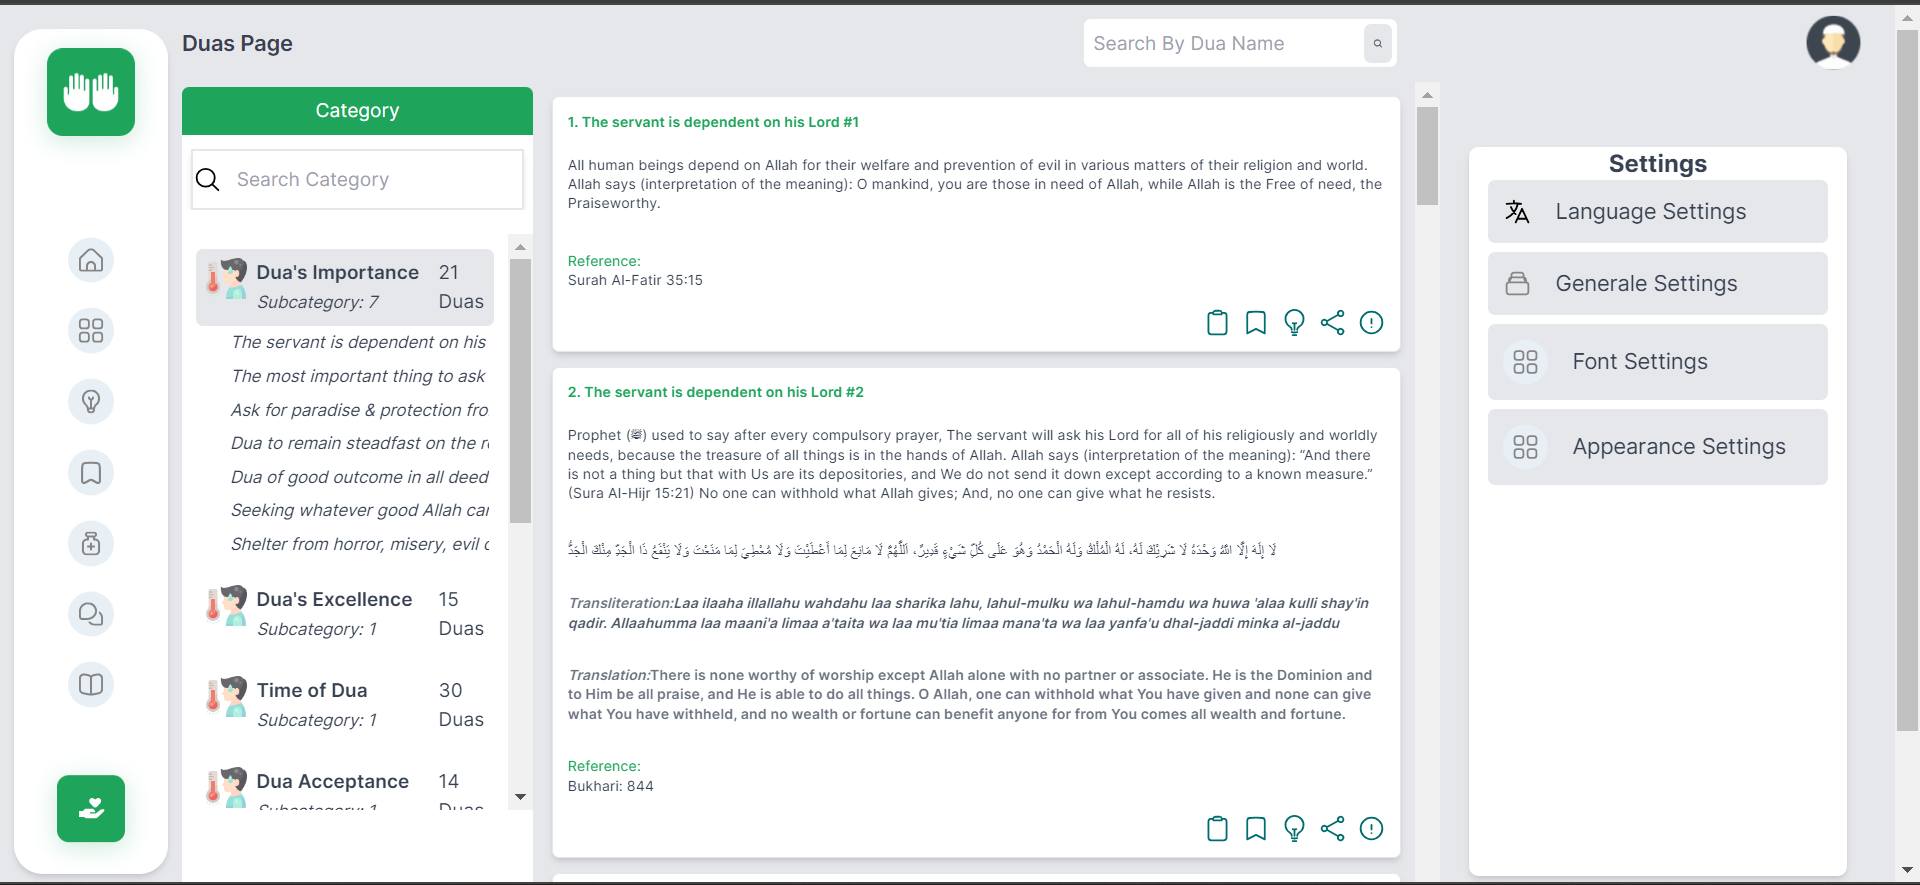 Duas Page
Search By Dua Name
Category
Search Category
Dua's Importance
21
Subcategory: 7
Duas
The servant is dependent on his
The most important thing to ask
Ask for paradise & protection fro
Dua to remain steadfast on the r
Dua of good outcome in all deed
Seeking whatever good Allah can
Shelter from horror, misery, evil
Dua's Excellence
15
Subcategory: 1
Duas
Time of Dua
30
Subcategory: 1
Duas
Dua Acceptance
14
Subcategory: 1
Duas
1. The servant is dependent on his Lord #1
All human beings depend on Allah for their welfare and prevention of evil in various matters of their religion and world.
Allah says (interpretation of the meaning): O mankind, you are those in need of Allah, while Allah is the Free of need, the
Praiseworthy.
Reference:
Surah Al-Fatir 35:15
2. The servant is dependent on his Lord #2
Prophet (ﷺ) used to say after every compulsory prayer, The servant will ask his Lord for all of his religiously and worldly
needs, because the treasure of all things is in the hands of Allah. Allah says (interpretation of the meaning): “And there
is not a thing but that with Us are its depositories, and We do not send it down except according to a known measure.”
(Sura Al-Hijr 15:21) No one can withhold what Allah gives; And, no one can give what he resists.
لَا إِلَهَ إِلَّا اللَّهُ وَحْدَهُ لَا شَرِيْكَ لَهُ، لَهُ الْمُلْكُ وَلَهُ الْحَمْدُ وَهُوَ عَلَى كُلِّ شَيْءٍ قَدِيرٌ، اَللَّهُمَّ لَا مَانِعَ لِمَا أَعْطَيْتَ وَلَا مُعْطِيَ لِمَا مَنَعْتَ وَلَا يَنْفَعُ ذَا الْجَدِّ مِنْكَ الْجَدُّ
Transliteration:Laa ilaaha illallahu wahdahu laa sharika lahu, lahul-mulku wa lahul-hamdu wa huwa 'alaa kulli shay'in
qadir. Allaahumma laa maani'a limaa a'taita wa laa mu'tia limaa mana'ta wa laa yanfa'u dhal-jaddi minka al-jaddu
Translation:There is none worthy of worship except Allah alone with no partner or associate. He is the Dominion and
to Him be all praise, and He is able to do all things. O Allah, one can withhold what You have given and none can give
what You have withheld, and no wealth or fortune can benefit anyone for from You comes all wealth and fortune.
Reference:
Bukhari: 844
Settings
Language Settings
Generale Settings
Font Settings
Appearance Settings